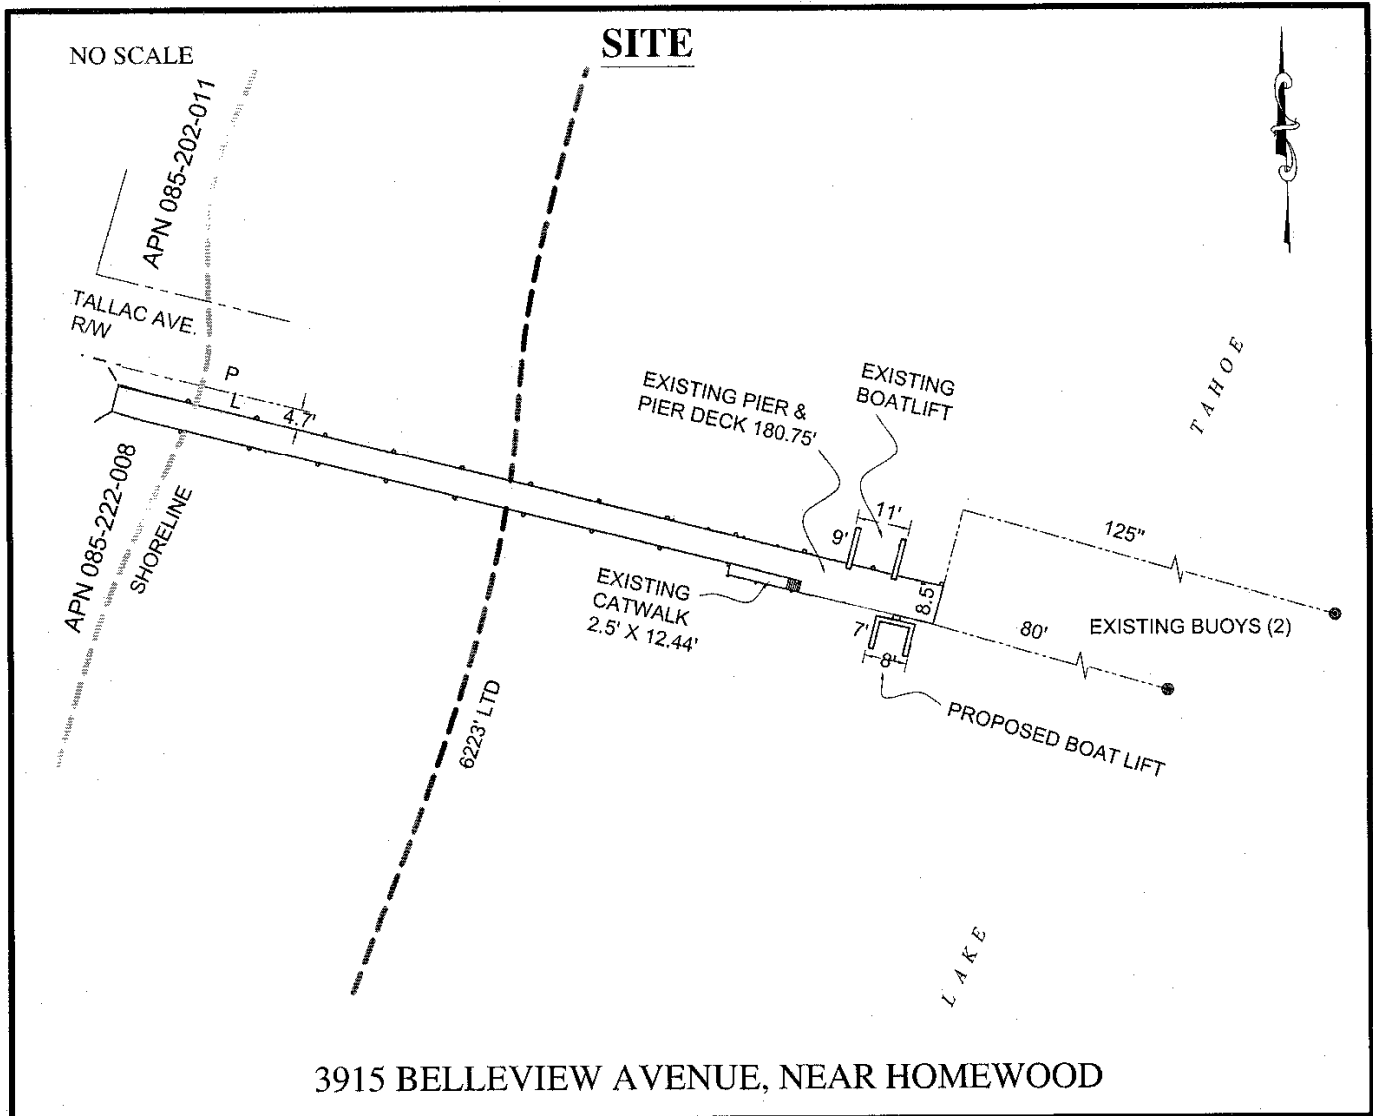 NO SCALE
SITE
APN 085-202-011
TALLAC AVE.
R/W
P
L
4.7'
APN 085-222-008
SHORELINE
6223' LTD
EXISTING PIER &
PIER DECK 180.75'
EXISTING
BOATLIFT
11'
9'
8.5'
EXISTING
CATWALK
2.5' X 12.44'
7'
8'
125"
80'
EXISTING BUOYS (2)
PROPOSED BOAT LIFT
TAHOE
LAKE
3915 BELLEVIEW AVENUE, NEAR HOMEWOOD